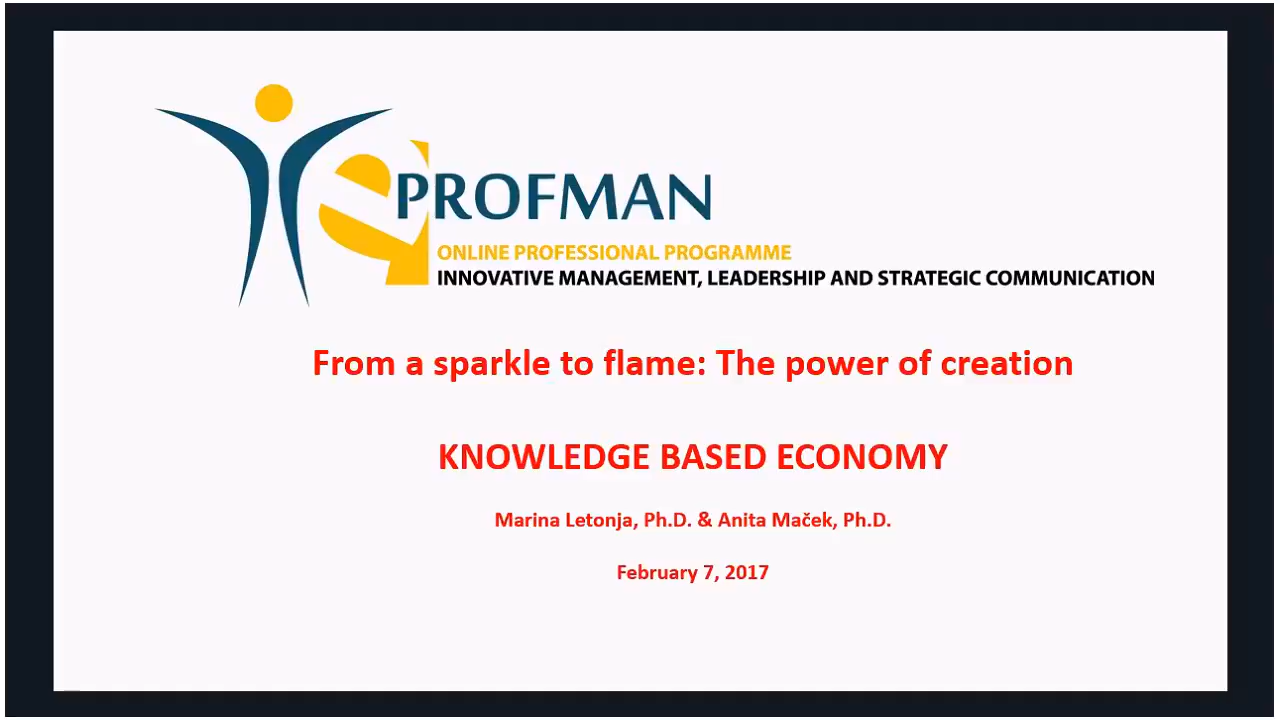 ePROFMAN
ONLINE PROFESSIONAL PROGRAMME
INNOVATIVE MANAGEMENT, LEADERSHIP AND STRATEGIC COMMUNICATION
From a sparkle to flame: The power of creation
KNOWLEDGE BASED ECONOMY
Marina Letonja, Ph.D. & Anita Maček, Ph.D.
February 7, 2017